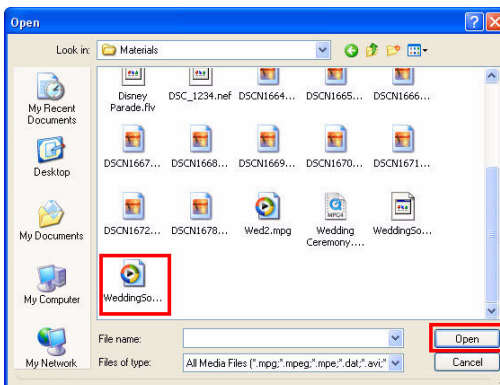 Open
Look in: Materials
My Recent
Documents
Desktop
My Documents
My Computer
My Network
Disney
Parade.flv
DSC_1234.nef
DSCN1664...
DSCN1665...
DSCN1666...
DSCN1667...
DSCN1668...
DSCN1669...
DSCN1670...
DSCN1671...
DSCN1672...
DSCN1678...
Wed2.mpg
Wedding
Ceremony....
WeddingSo...
WeddingSo...
File name:
Open
Files of type: All Media Files (*.mpg;*.mpeg;*.mpe;*.dat;*.avi;*
Cancel